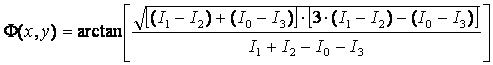 Φ(x, y) = arctan[ √([(I₁ − I₂) + (I₀ − I₃)] · [3 · (I₁ − I₂) − (I₀ − I₃)]) / (I₁ + I₂ − I₀ − I₃) ]